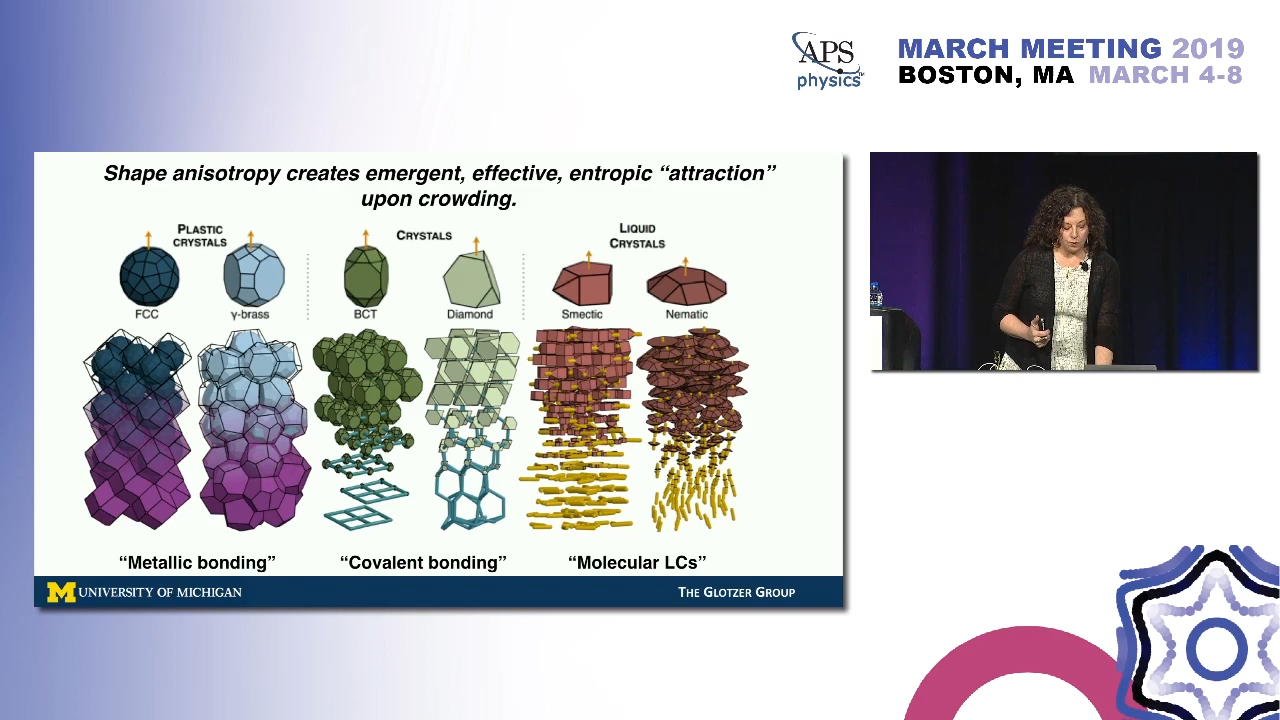 APS
physics™
MARCH MEETING 2019
BOSTON, MA MARCH 4-8
Shape anisotropy creates emergent, effective, entropic “attraction”
upon crowding.
PLASTIC
CRYSTALS
CRYSTALS
LIQUID
CRYSTALS
FCC
γ-brass
BCT
Diamond
Smectic
Nematic
“Metallic bonding”
“Covalent bonding”
“Molecular LCs”
M UNIVERSITY OF MICHIGAN
THE GLOTZER GROUP